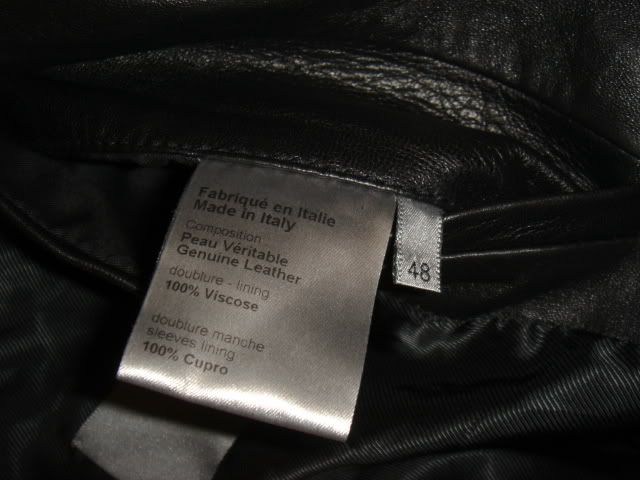 Fabriqué en Italie
Made in Italy
Composition
Peau Véritable
Genuine Leather
doublure - lining
100% Viscose
doubture manche
sleeves lining
100% Cupro
48